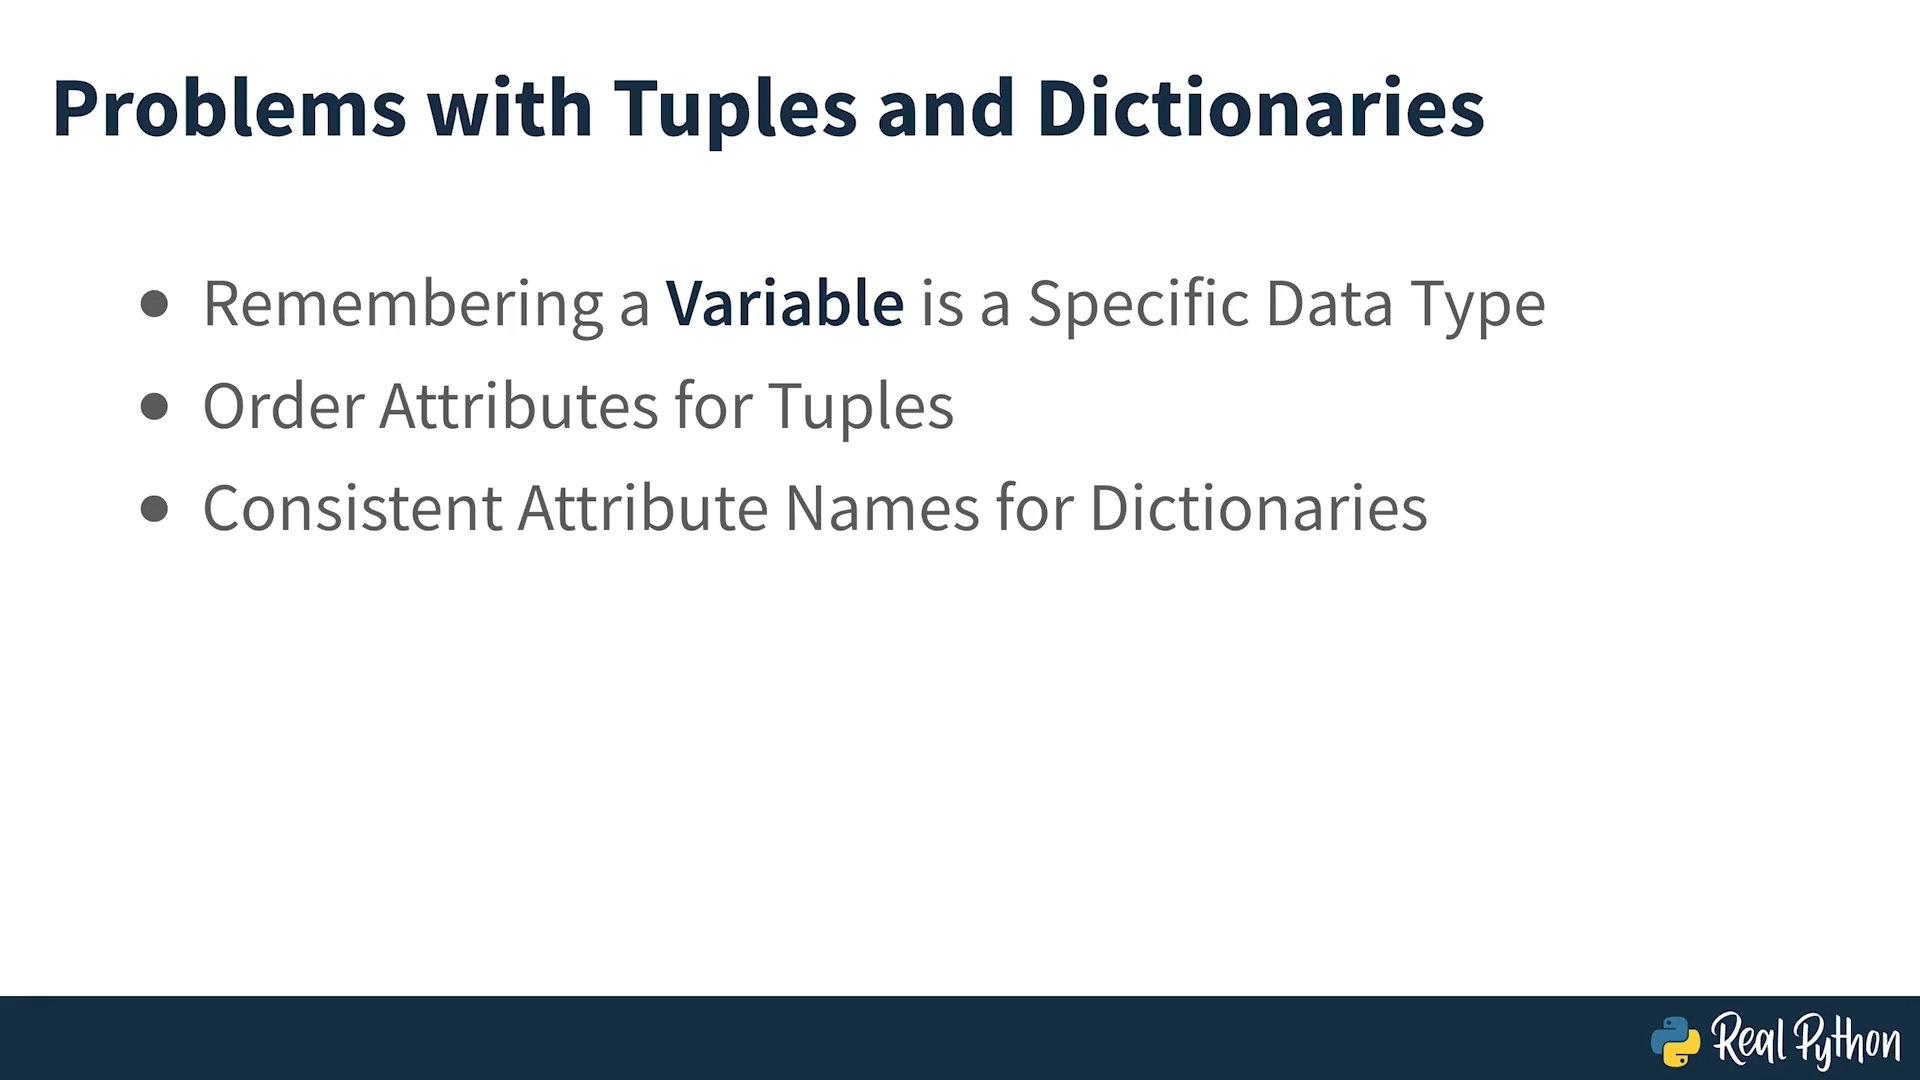 Problems with Tuples and Dictionaries
● Remembering a Variable is a Specific Data Type
● Order Attributes for Tuples
● Consistent Attribute Names for Dictionaries
Real Python